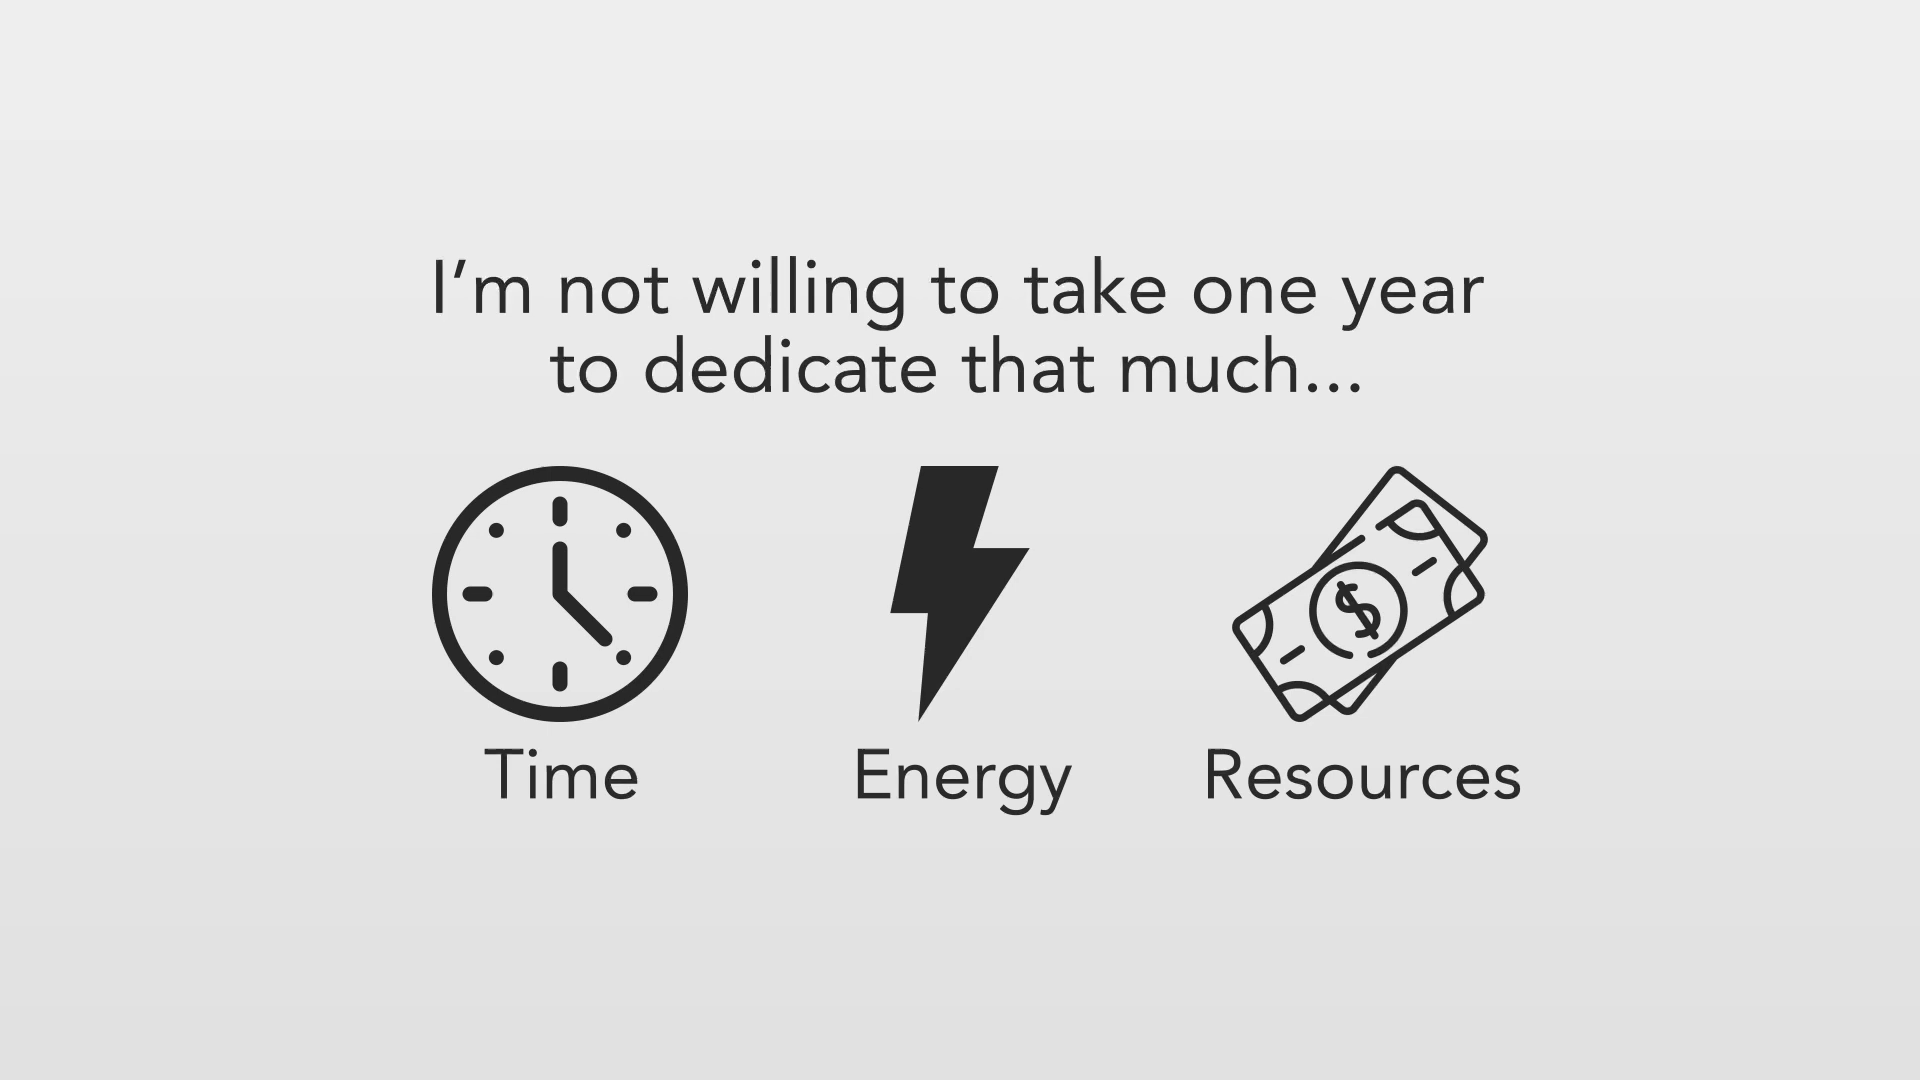 I’m not willing to take one year
to dedicate that much...
Time
Energy
Resources
$